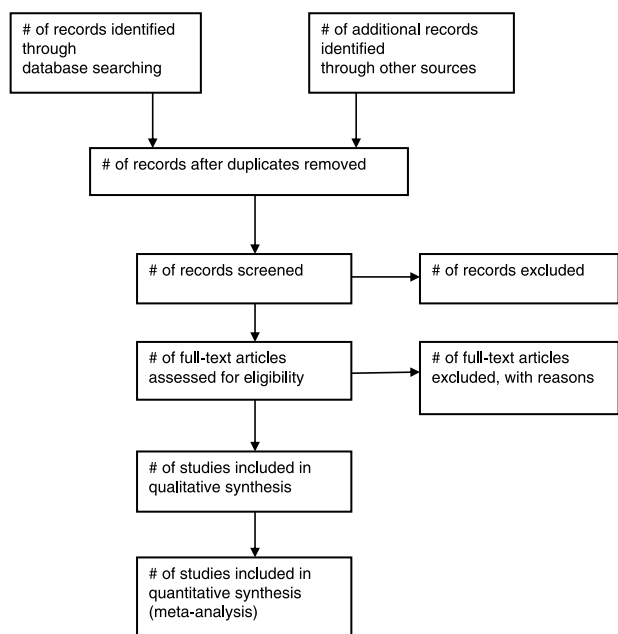 # of records identified
through
database searching
# of additional records
identified
through other sources
# of records after duplicates removed
# of records screened
# of records excluded
# of full-text articles
assessed for eligibility
# of full-text articles
excluded, with reasons
# of studies included in
qualitative synthesis
# of studies included in
quantitative synthesis
(meta-analysis)